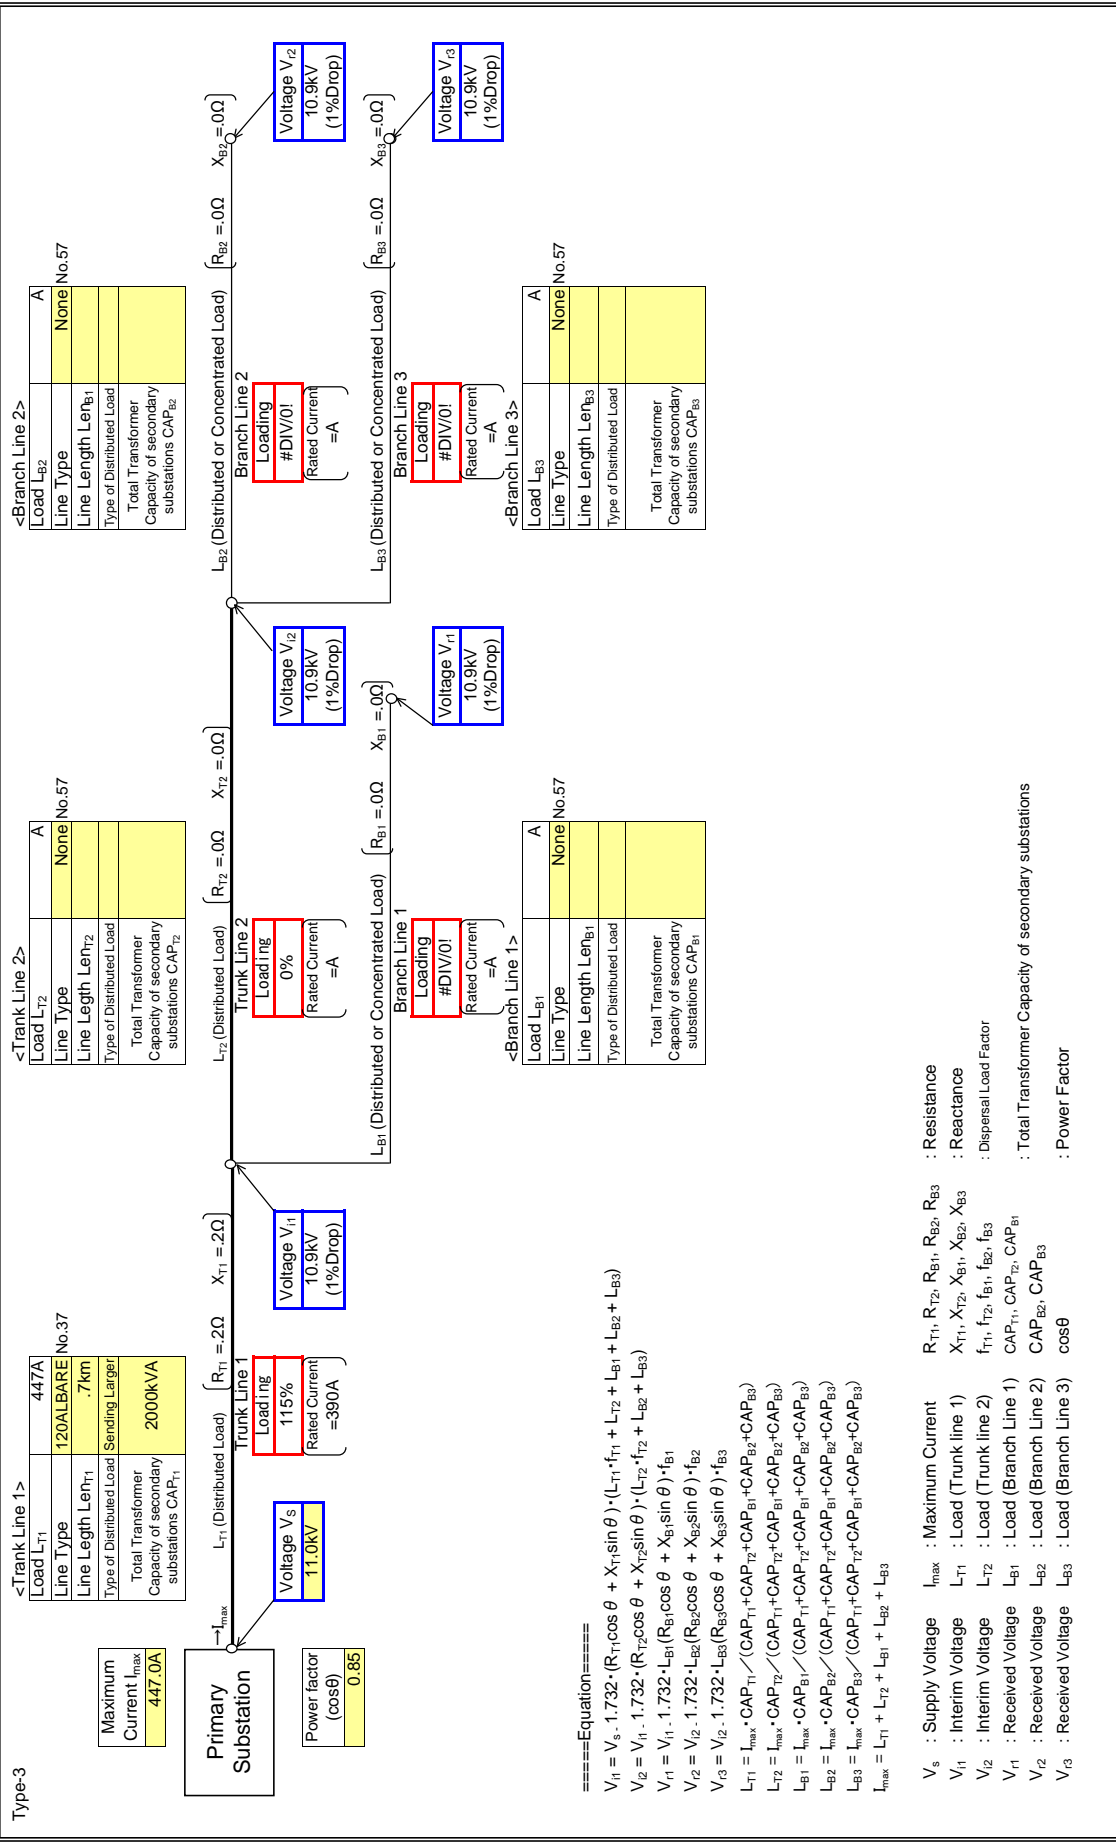 Type-3
<Trank Line 1>
Load LT1 447A
Line Type 120ALBARE No.37
Line Legth LenT1 .7km
Type of Distributed Load Sending Larger
Total Transformer Capacity of secondary substations CAPT1 2000kVA
<Trank Line 2>
Load LT2 A
Line Type None No.57
Line Legth LenT2
Type of Distributed Load
Total Transformer Capacity of secondary substations CAPT2
<Branch Line 2>
Load LB2 A
Line Type None No.57
Line Length LenB1
Type of Distributed Load
Total Transformer Capacity of secondary substations CAPB2
Maximum
Current Imax
447.0A
Primary
Substation
→Imax
Power factor
(cosθ)
0.85
Voltage VS
11.0kV
LT1 (Distributed Load) (RT1 =.2Ω XT1 =.2Ω)
Trunk Line 1
Loading
115%
Rated Current
=390A
Voltage Vi1
10.9kV
(1%Drop)
LT2 (Distributed Load) (RT2 =.0Ω XT2 =.0Ω)
Trunk Line 2
Loading
0%
Rated Current
=A
Voltage Vi2
10.9kV
(1%Drop)
LB2 (Distributed or Concentrated Load) (RB2 =.0Ω XB2 =.0Ω)
Branch Line 2
Loading
#DIV/0!
Rated Current
=A
Voltage Vr2
10.9kV
(1%Drop)
LB1 (Distributed or Concentrated Load) (RB1 =.0Ω XB1 =.0Ω)
Branch Line 1
Loading
#DIV/0!
Rated Current
=A
Voltage Vr1
10.9kV
(1%Drop)
LB3 (Distributed or Concentrated Load) (RB3 =.0Ω XB3 =.0Ω)
Branch Line 3
Loading
#DIV/0!
Rated Current
=A
Voltage Vr3
10.9kV
(1%Drop)
<Branch Line 1>
Load LB1 A
Line Type None No.57
Line Length LenB1
Type of Distributed Load
Total Transformer Capacity of secondary substations CAPB1
<Branch Line 3>
Load LB3 A
Line Type None No.57
Line Length LenB3
Type of Distributed Load
Total Transformer Capacity of secondary substations CAPB3
=====Equation=====
Vi1 = Vs - 1.732・(RT1cos θ + XT1sin θ)・(LT1・fT1 + LT2 + LB1 + LB2 + LB3)
Vi2 = Vi1 - 1.732・(RT2cos θ + XT2sin θ)・(LT2・fT2 + LB2 + LB3)
Vr1 = Vi1 - 1.732・LB1(RB1cos θ + XB1sin θ)・fB1
Vr2 = Vi2 - 1.732・LB2(RB2cos θ + XB2sin θ)・fB2
Vr3 = Vi2 - 1.732・LB3(RB3cos θ + XB3sin θ)・fB3
LT1 = Imax・CAPT1／(CAPT1+CAPT2+CAPB1+CAPB2+CAPB3)
LT2 = Imax・CAPT2／(CAPT1+CAPT2+CAPB1+CAPB2+CAPB3)
LB1 = Imax・CAPB1／(CAPT1+CAPT2+CAPB1+CAPB2+CAPB3)
LB2 = Imax・CAPB2／(CAPT1+CAPT2+CAPB1+CAPB2+CAPB3)
LB3 = Imax・CAPB3／(CAPT1+CAPT2+CAPB1+CAPB2+CAPB3)
Imax = LT1 + LT2 + LB1 + LB2 + LB3
Vs : Supply Voltage Imax : Maximum Current RT1, RT2, RB1, RB2, RB3 : Resistance
Vi1 : Interim Voltage LT1 : Load (Trunk line 1) XT1, XT2, XB1, XB2, XB3 : Reactance
Vi2 : Interim Voltage LT2 : Load (Trunk line 2) fT1, fT2, fB1, fB2, fB3 : Dispersal Load Factor
Vr1 : Received Voltage LB1 : Load (Branch Line 1) CAPT1, CAPT2, CAPB1
Vr2 : Received Voltage LB2 : Load (Branch Line 2) CAPB2, CAPB3 : Total Transformer Capacity of secondary substations
Vr3 : Received Voltage LB3 : Load (Branch Line 3) cosθ : Power Factor